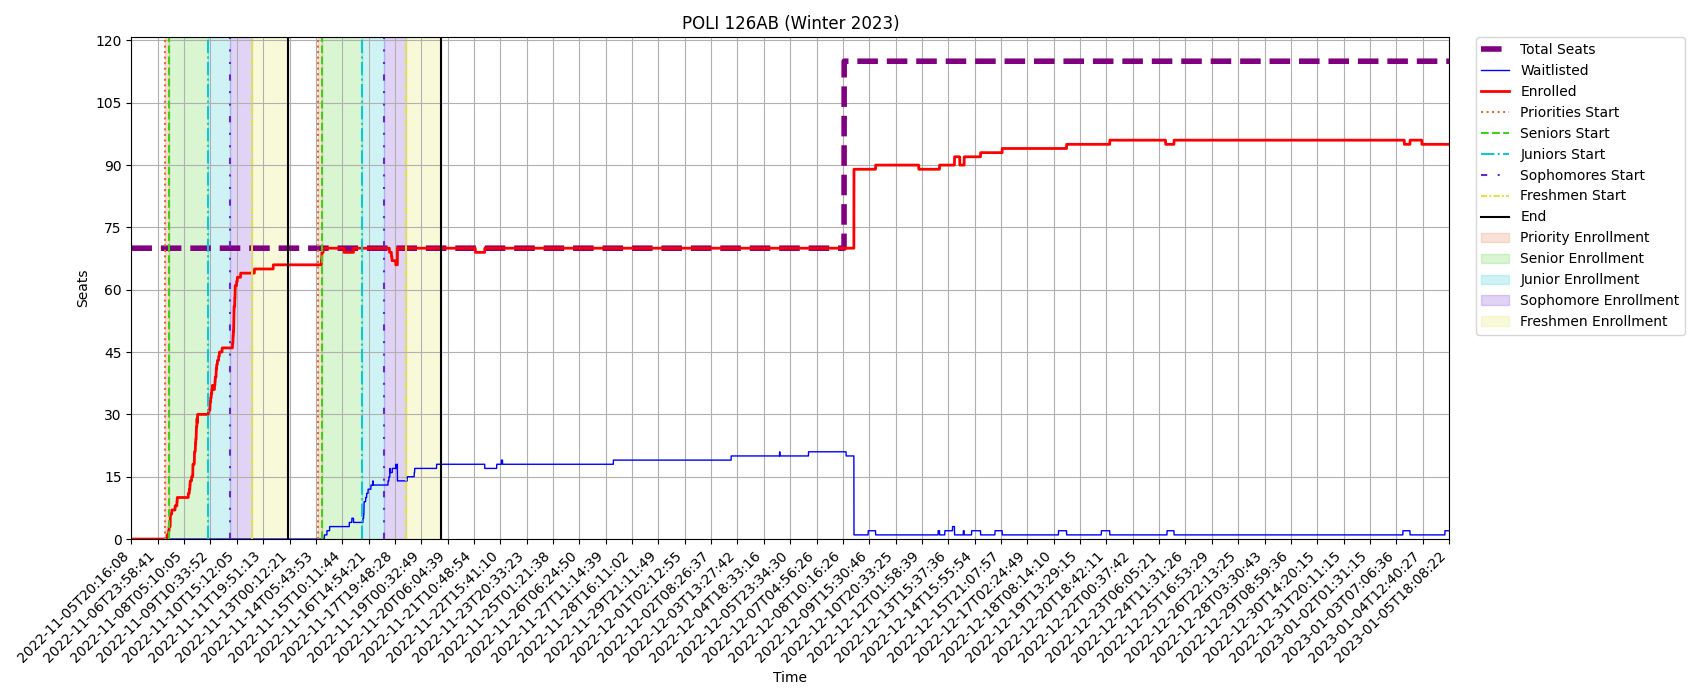 POLI 126AB (Winter 2023)
Seats
120
105
90
75
60
45
30
15
0
2022-11-05T20:16:08
2022-11-06T23:58:41
2022-11-08T05:10:05
2022-11-09T10:33:52
2022-11-10T15:12:05
2022-11-11T19:51:13
2022-11-13T00:12:21
2022-11-14T05:43:53
2022-11-15T10:11:44
2022-11-16T14:54:21
2022-11-17T19:48:28
2022-11-19T00:32:49
2022-11-20T06:04:39
2022-11-21T10:48:54
2022-11-22T15:41:10
2022-11-23T20:33:23
2022-11-25T01:21:38
2022-11-26T06:24:50
2022-11-27T11:14:39
2022-11-28T16:11:02
2022-11-29T21:11:49
2022-12-01T02:12:55
2022-12-02T08:26:37
2022-12-03T13:27:42
2022-12-04T18:33:16
2022-12-05T23:34:30
2022-12-07T04:56:26
2022-12-08T10:16:26
2022-12-09T15:30:46
2022-12-10T20:33:25
2022-12-12T01:58:39
2022-12-13T15:37:36
2022-12-14T15:55:54
2022-12-15T21:07:57
2022-12-17T02:24:49
2022-12-18T08:14:10
2022-12-19T13:29:15
2022-12-20T18:42:11
2022-12-22T00:37:42
2022-12-23T06:05:21
2022-12-24T11:31:26
2022-12-25T16:53:29
2022-12-26T22:13:25
2022-12-28T03:30:43
2022-12-29T08:59:36
2022-12-30T14:20:15
2022-12-31T20:11:15
2023-01-02T01:31:15
2023-01-03T07:06:36
2023-01-04T12:40:27
2023-01-05T18:08:22
Time
Total Seats
Waitlisted
Enrolled
Priorities Start
Seniors Start
Juniors Start
Sophomores Start
Freshmen Start
End
Priority Enrollment
Senior Enrollment
Junior Enrollment
Sophomore Enrollment
Freshmen Enrollment